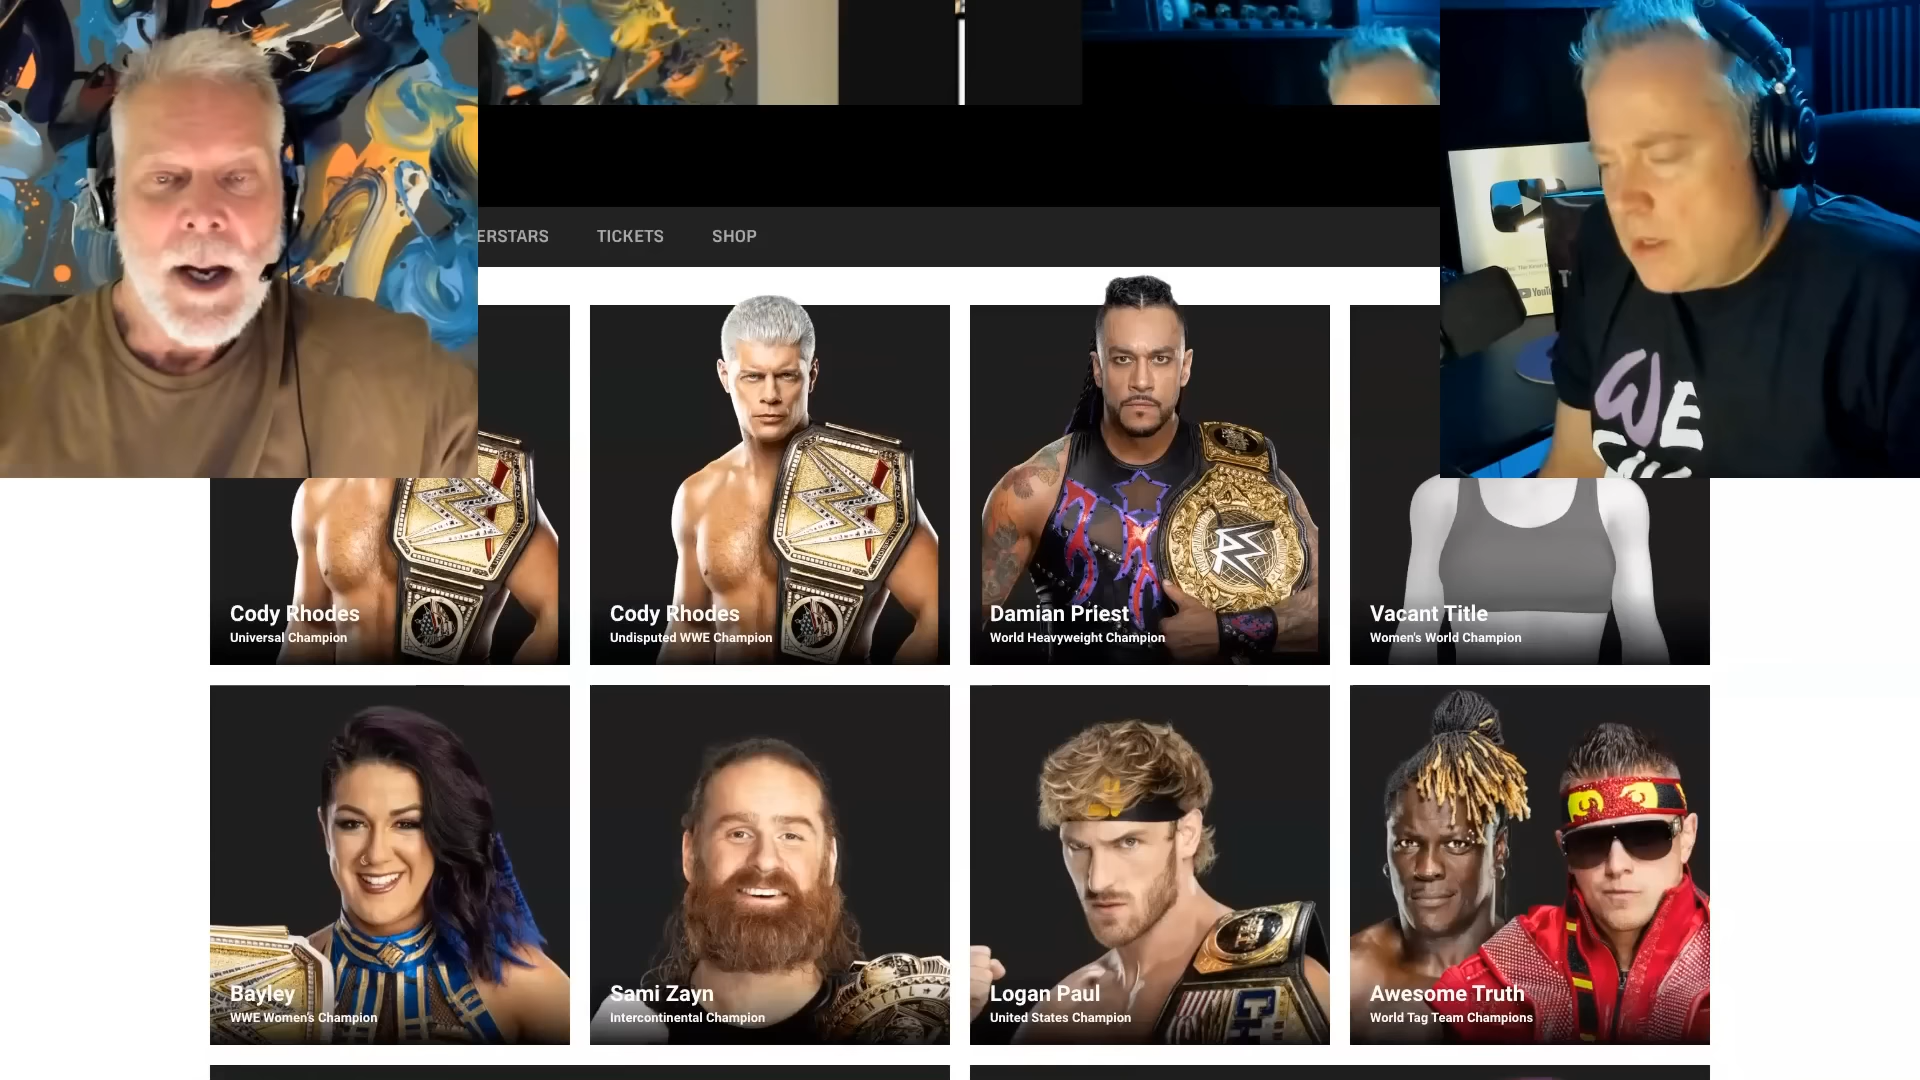 ERSTARS TICKETS SHOP
Cody Rhodes
Universal Champion
Cody Rhodes
Undisputed WWE Champion
Damian Priest
World Heavyweight Champion
Vacant Title
Women's World Champion
Bayley
WWE Women's Champion
Sami Zayn
Intercontinental Champion
Logan Paul
United States Champion
Awesome Truth
World Tag Team Champions
YouTu
WE